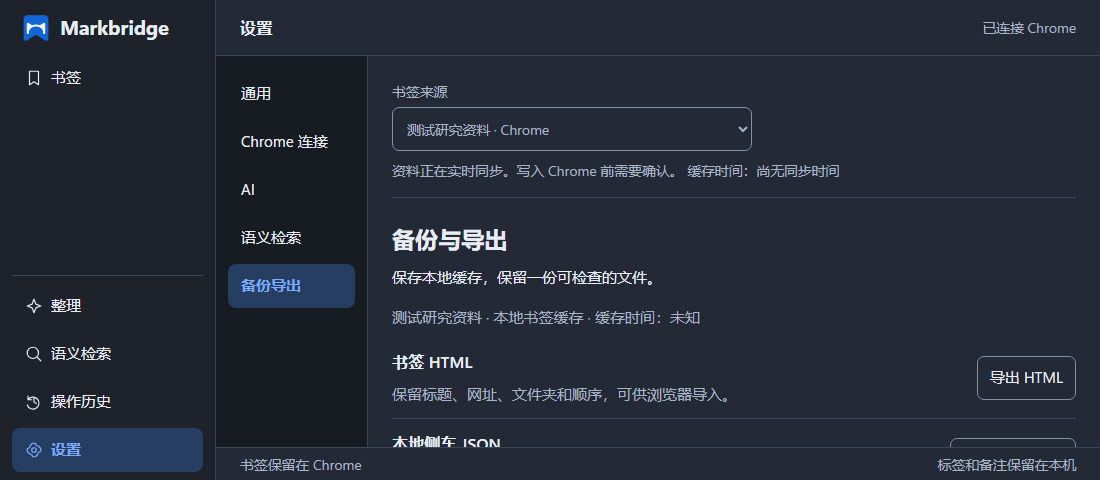 Markbridge
书签
整理
语义检索
操作历史
设置
设置
已连接 Chrome
通用
Chrome 连接
AI
语义检索
备份导出
书签来源
测试研究资料 · Chrome
资料正在实时同步。写入 Chrome 前需要确认。 缓存时间：尚无同步时间
备份与导出
保存本地缓存，保留一份可检查的文件。
测试研究资料 · 本地书签缓存 · 缓存时间：未知
书签 HTML
导出 HTML
保留标题、网址、文件夹和顺序，可供浏览器导入。
本地侧车 JSON
书签保留在 Chrome
标签和备注保留在本机